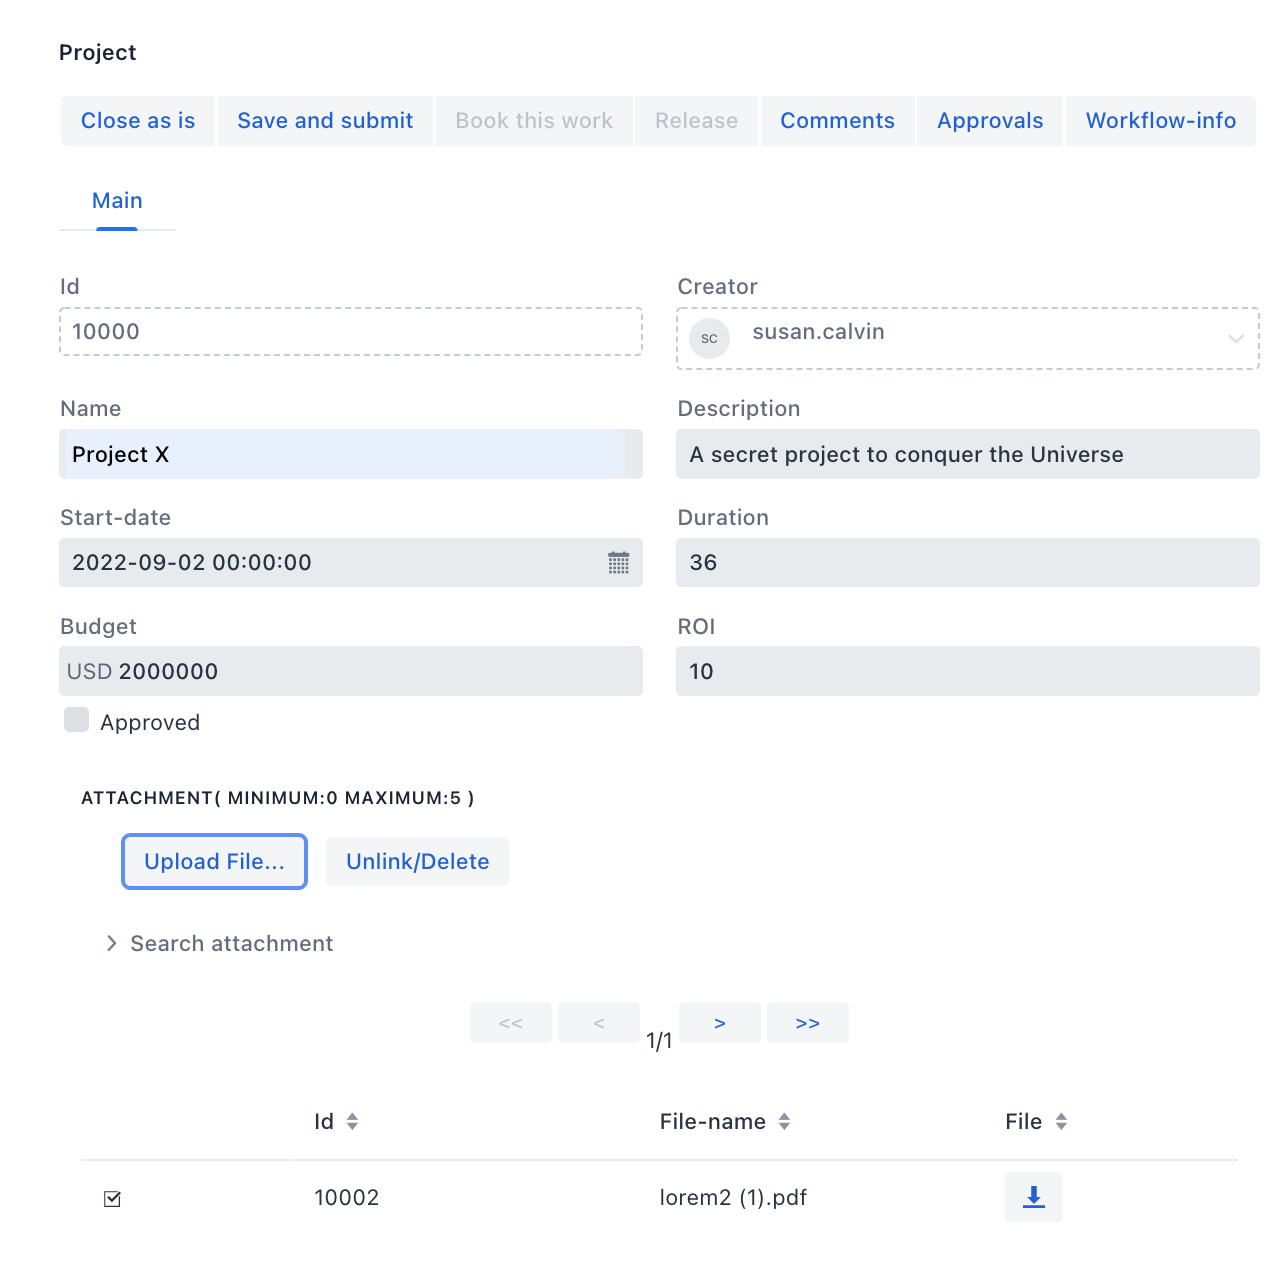 Project
Close as is Save and submit Book this work Release Comments Approvals Workflow-info
Main
Id Creator
10000 SC susan.calvin
Name Description
Project X A secret project to conquer the Universe
Start-date Duration
2022-09-02 00:00:00 36
Budget ROI
USD 2000000 10
Approved
ATTACHMENT( MINIMUM:0 MAXIMUM:5 )
Upload File... Unlink/Delete
Search attachment
<< < 1/1 > >>
Id File-name File
10002 lorem2 (1).pdf